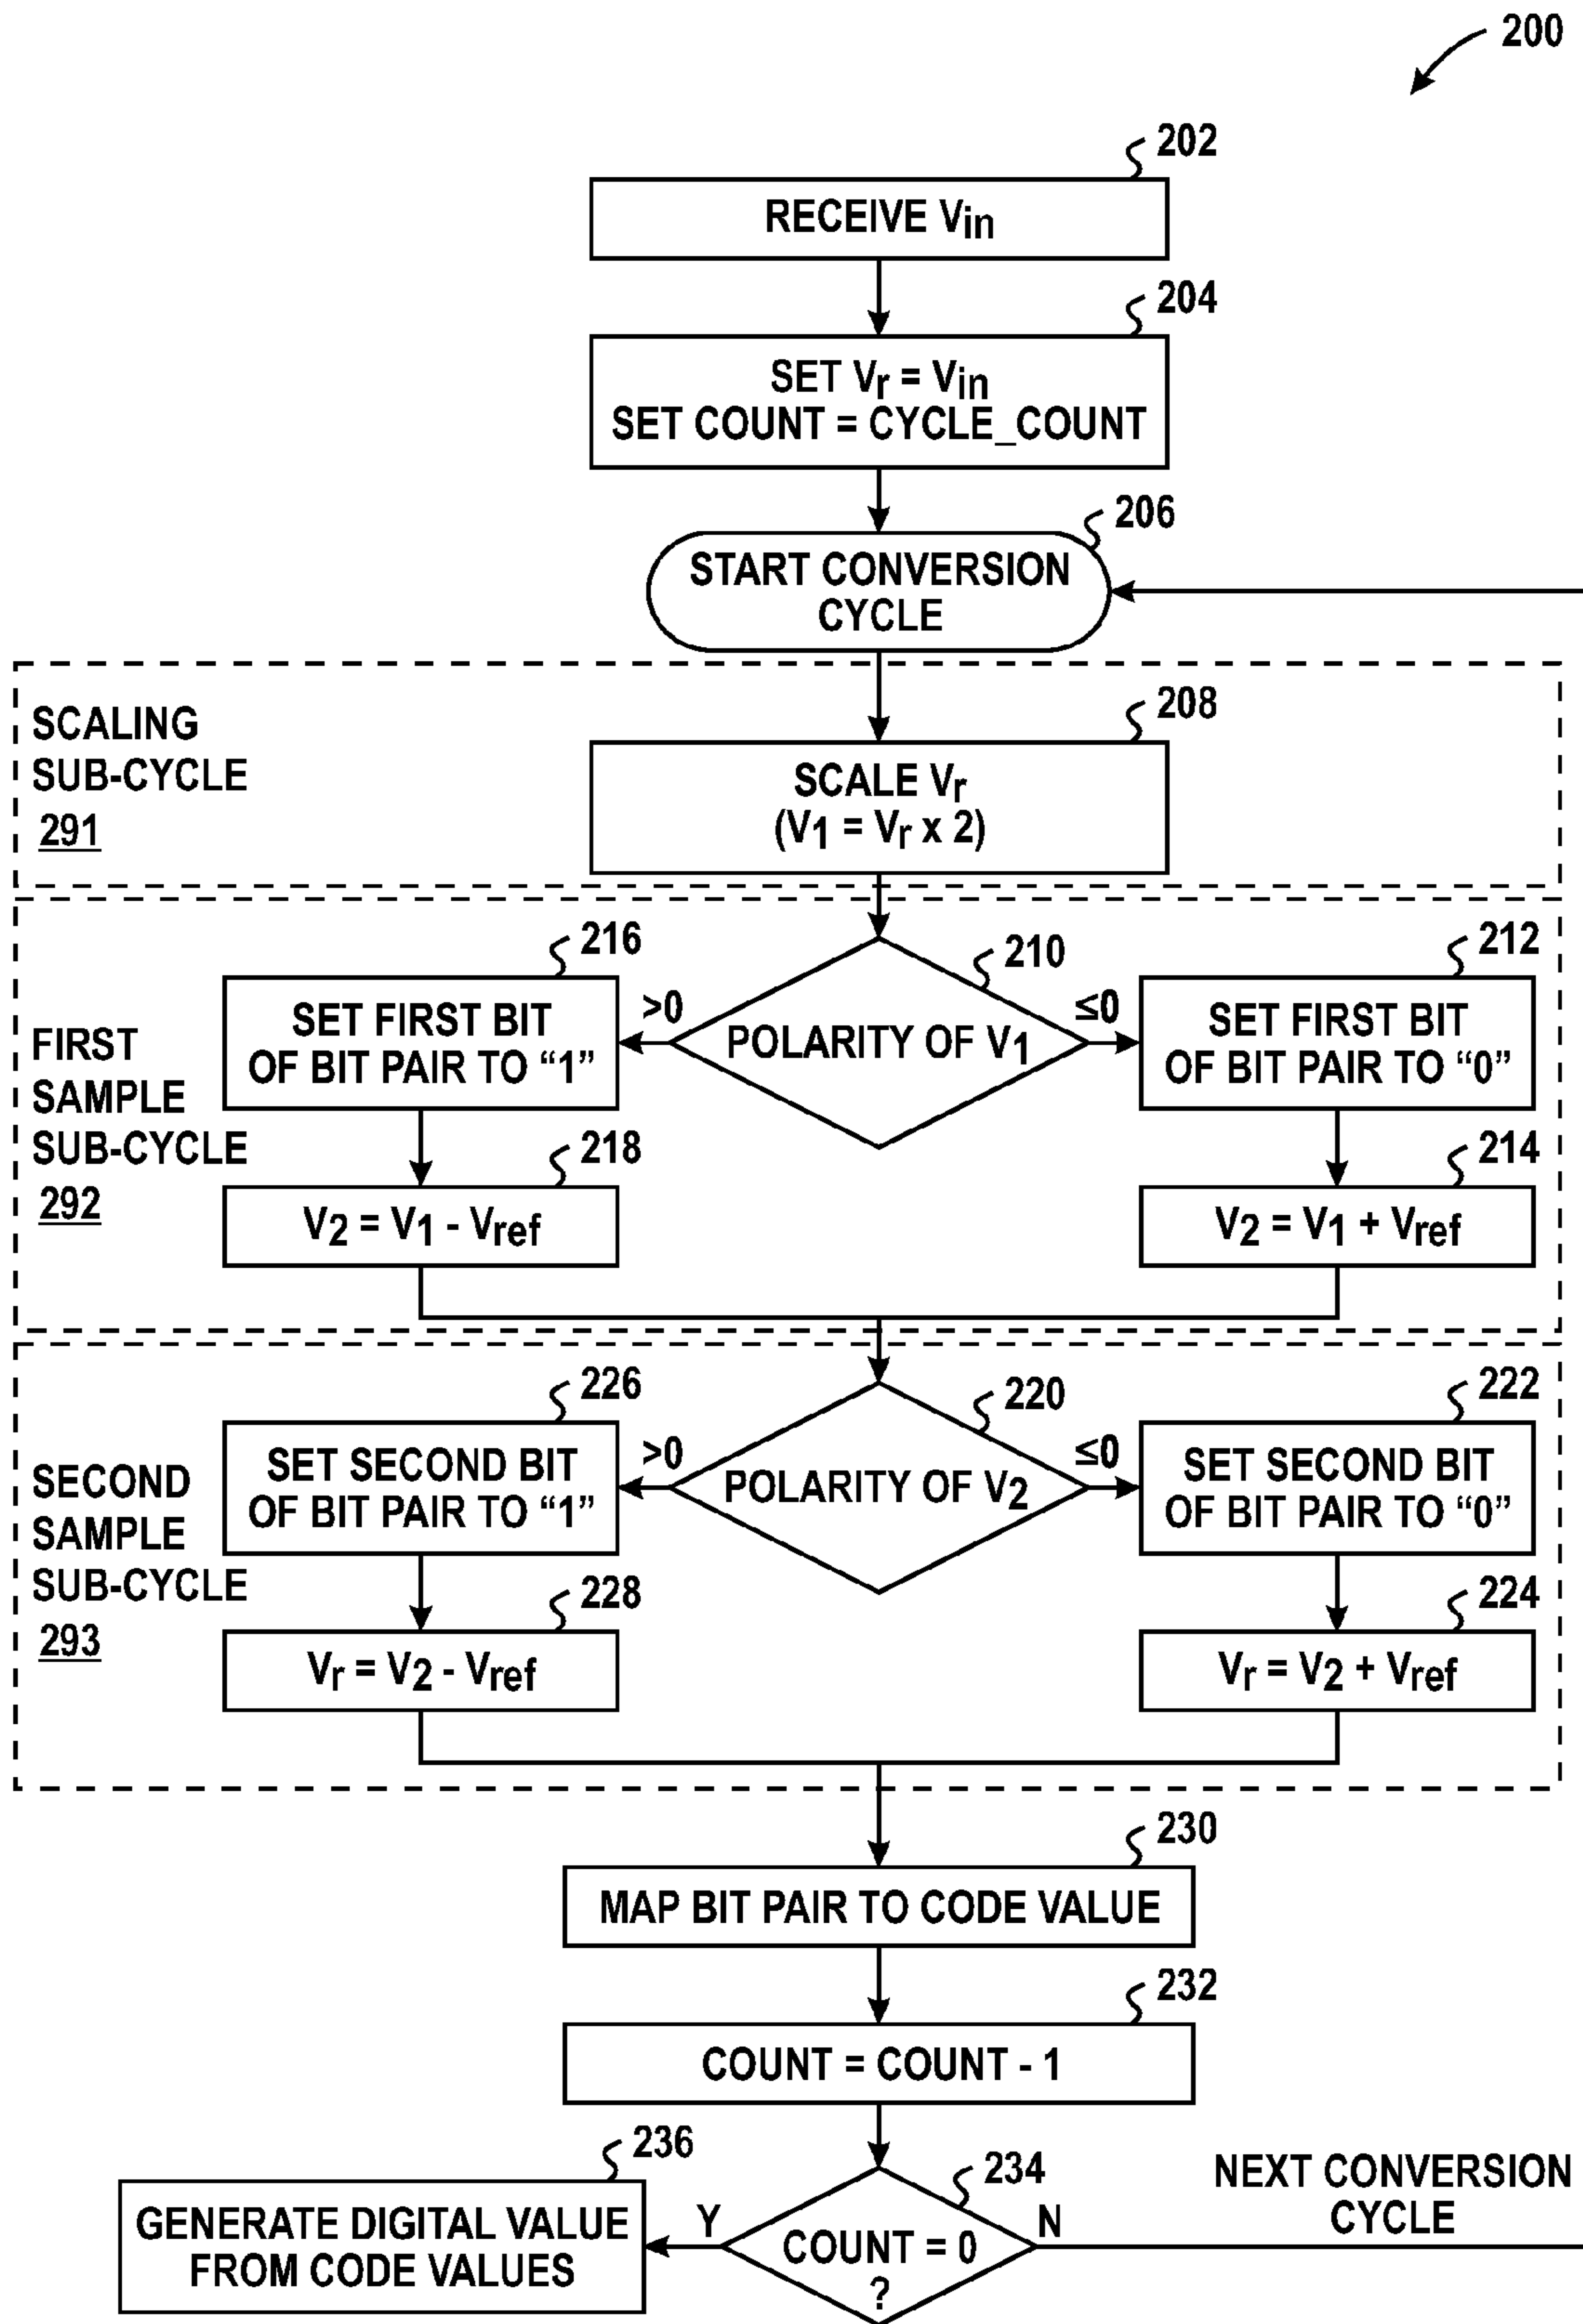 200
202
RECEIVE Vin
204
SET Vr = Vin
SET COUNT = CYCLE_COUNT
206
START CONVERSION
CYCLE
SCALING
SUB-CYCLE
291
208
SCALE Vr
(V1 = Vr x 2)
FIRST
SAMPLE
SUB-CYCLE
292
216
SET FIRST BIT
OF BIT PAIR TO “1”
>0
210
POLARITY OF V1
≤0
212
SET FIRST BIT
OF BIT PAIR TO “0”
218
V2 = V1 - Vref
214
V2 = V1 + Vref
SECOND
SAMPLE
SUB-CYCLE
293
226
SET SECOND BIT
OF BIT PAIR TO “1”
>0
220
POLARITY OF V2
≤0
222
SET SECOND BIT
OF BIT PAIR TO “0”
228
Vr = V2 - Vref
224
Vr = V2 + Vref
230
MAP BIT PAIR TO CODE VALUE
232
COUNT = COUNT - 1
236
GENERATE DIGITAL VALUE
FROM CODE VALUES
Y
234
COUNT = 0
?
N
NEXT CONVERSION
CYCLE